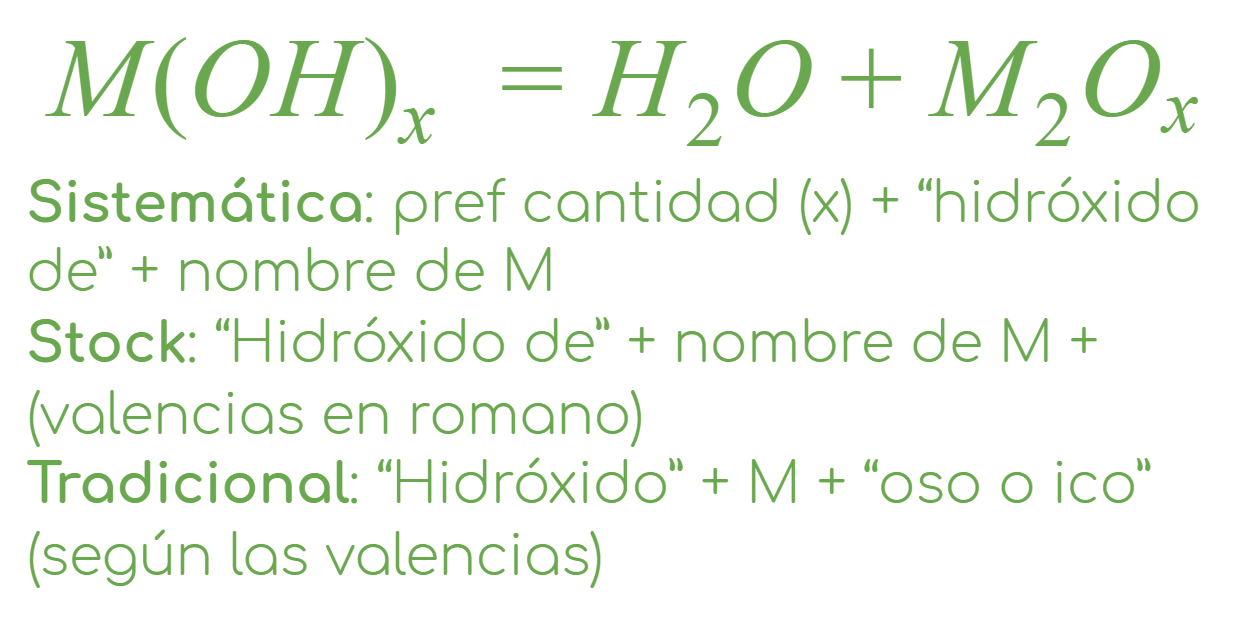 M(OH)ₓ = H₂O + M₂Oₓ
Sistemática: pref cantidad (x) + “hidróxido
de” + nombre de M
Stock: “Hidróxido de” + nombre de M +
(valencias en romano)
Tradicional: “Hidróxido” + M + “oso o ico”
(según las valencias)